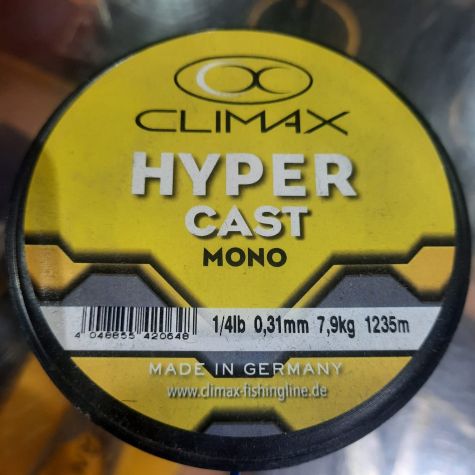 CLIMAX
HYPER
CAST
MONO
4 048855 420648 1/4lb 0,31mm 7,9kg 1235m
MADE IN GERMANY
www.climax-fishingline.de